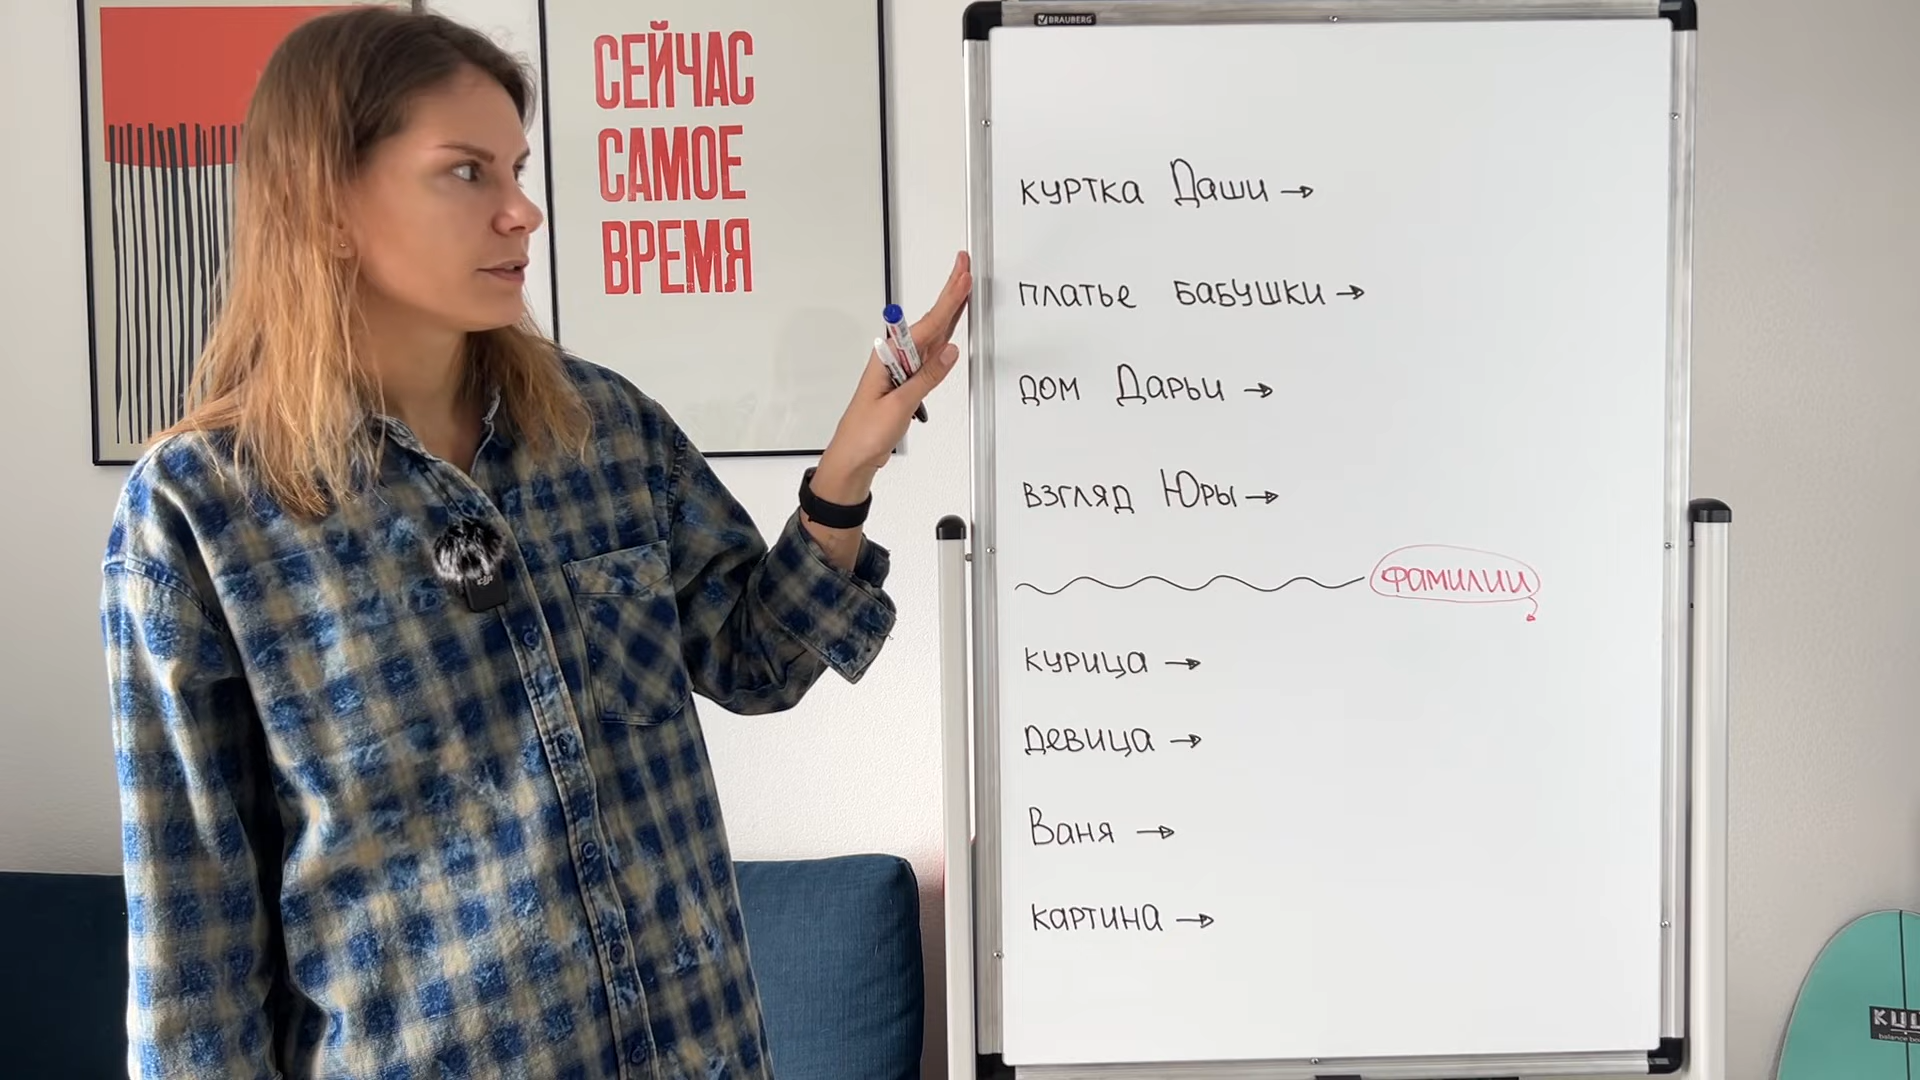 СЕЙЧАС
САМОЕ
ВРЕМЯ
BRAUBERG
куртка Даши →
платье бабушки →
дом Дарьи →
взгляд Юры →
фамилии
курица →
девица →
Ваня →
картина →